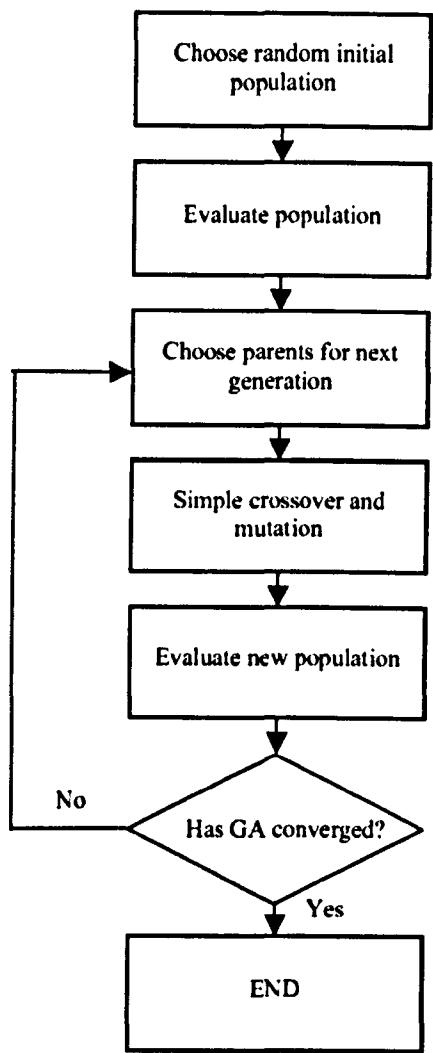 Choose random initial
population
Evaluate population
Choose parents for next
generation
Simple crossover and
mutation
Evaluate new population
No
Has GA converged?
Yes
END